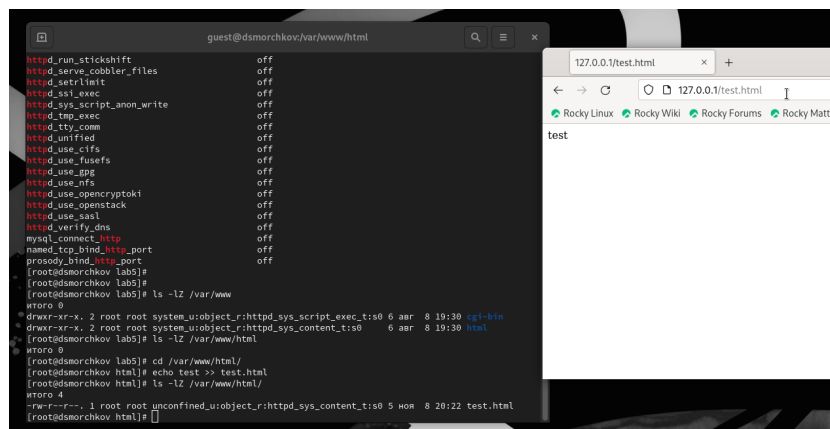 guest@dsmorchkov:/var/www/html
httpd_run_stickshift off
httpd_serve_cobbler_files off
httpd_setrlimit off
httpd_ssi_exec off
httpd_sys_script_anon_write off
httpd_tmp_exec off
httpd_tty_comm off
httpd_unified off
httpd_use_cifs off
httpd_use_fusefs off
httpd_use_gpg off
httpd_use_nfs off
httpd_use_opencryptoki off
httpd_use_openstack off
httpd_use_sasl off
httpd_verify_dns off
mysql_connect_http off
named_tcp_bind_http_port off
prosody_bind_http_port off
[root@dsmorchkov lab5]#
[root@dsmorchkov lab5]#
[root@dsmorchkov lab5]# ls -lZ /var/www
итого 0
drwxr-xr-x. 2 root root system_u:object_r:httpd_sys_script_exec_t:s0 6 авг 8 19:30 cgi-bin
drwxr-xr-x. 2 root root system_u:object_r:httpd_sys_content_t:s0 6 авг 8 19:30 html
[root@dsmorchkov lab5]# ls -lZ /var/www/html
итого 0
[root@dsmorchkov lab5]# cd /var/www/html/
[root@dsmorchkov html]# echo test >> test.html
[root@dsmorchkov html]# ls -lZ /var/www/html/
итого 4
-rw-r--r--. 1 root root unconfined_u:object_r:httpd_sys_content_t:s0 5 ноя 8 20:22 test.html
[root@dsmorchkov html]#
127.0.0.1/test.html
127.0.0.1/test.html
Rocky Linux Rocky Wiki Rocky Forums Rocky Matt
test